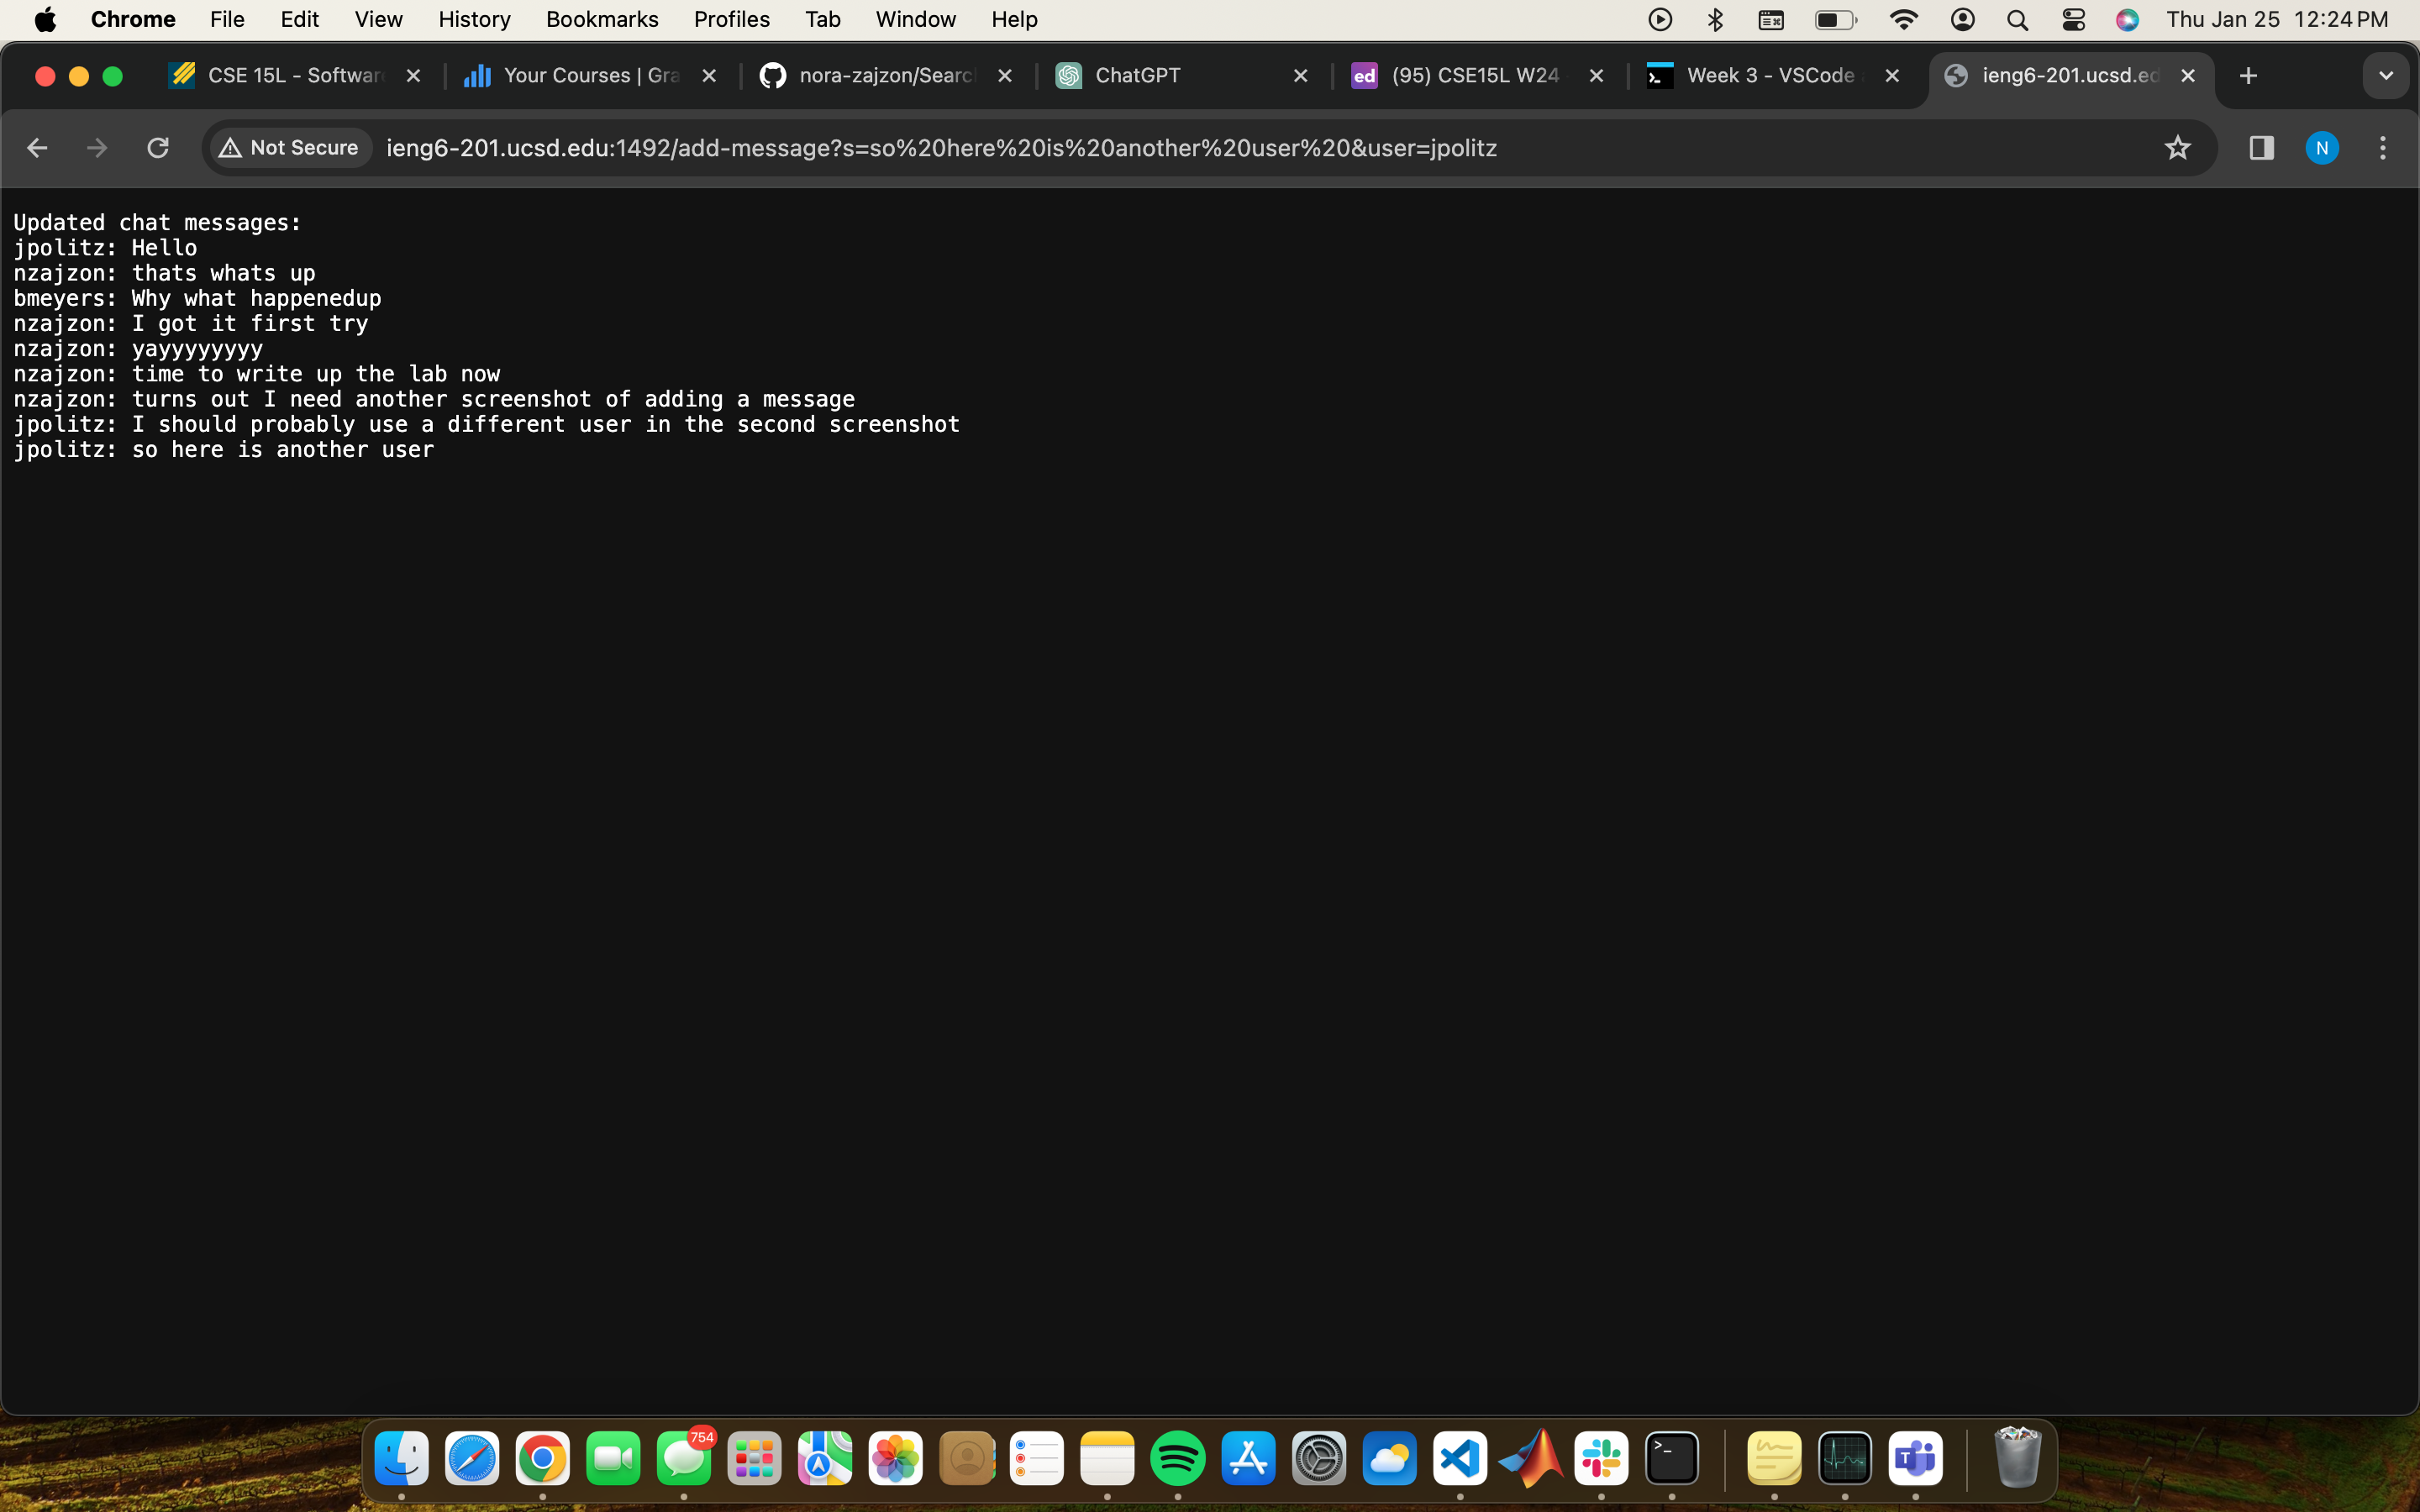 Chrome File Edit View History Bookmarks Profiles Tab Window Help Thu Jan 25 12:24 PM
CSE 15L - Softwar Your Courses | Gra nora-zajzon/Searc ChatGPT ed (95) CSE15L W24 Week 3 - VSCode ieng6-201.ucsd.ed
Not Secure ieng6-201.ucsd.edu:1492/add-message?s=so%20here%20is%20another%20user%20&user=jpolitz N
Updated chat messages:
jpolitz: Hello
nzajzon: thats whats up
bmeyers: Why what happenedup
nzajzon: I got it first try
nzajzon: yayyyyyyyy
nzajzon: time to write up the lab now
nzajzon: turns out I need another screenshot of adding a message
jpolitz: I should probably use a different user in the second screenshot
jpolitz: so here is another user
754